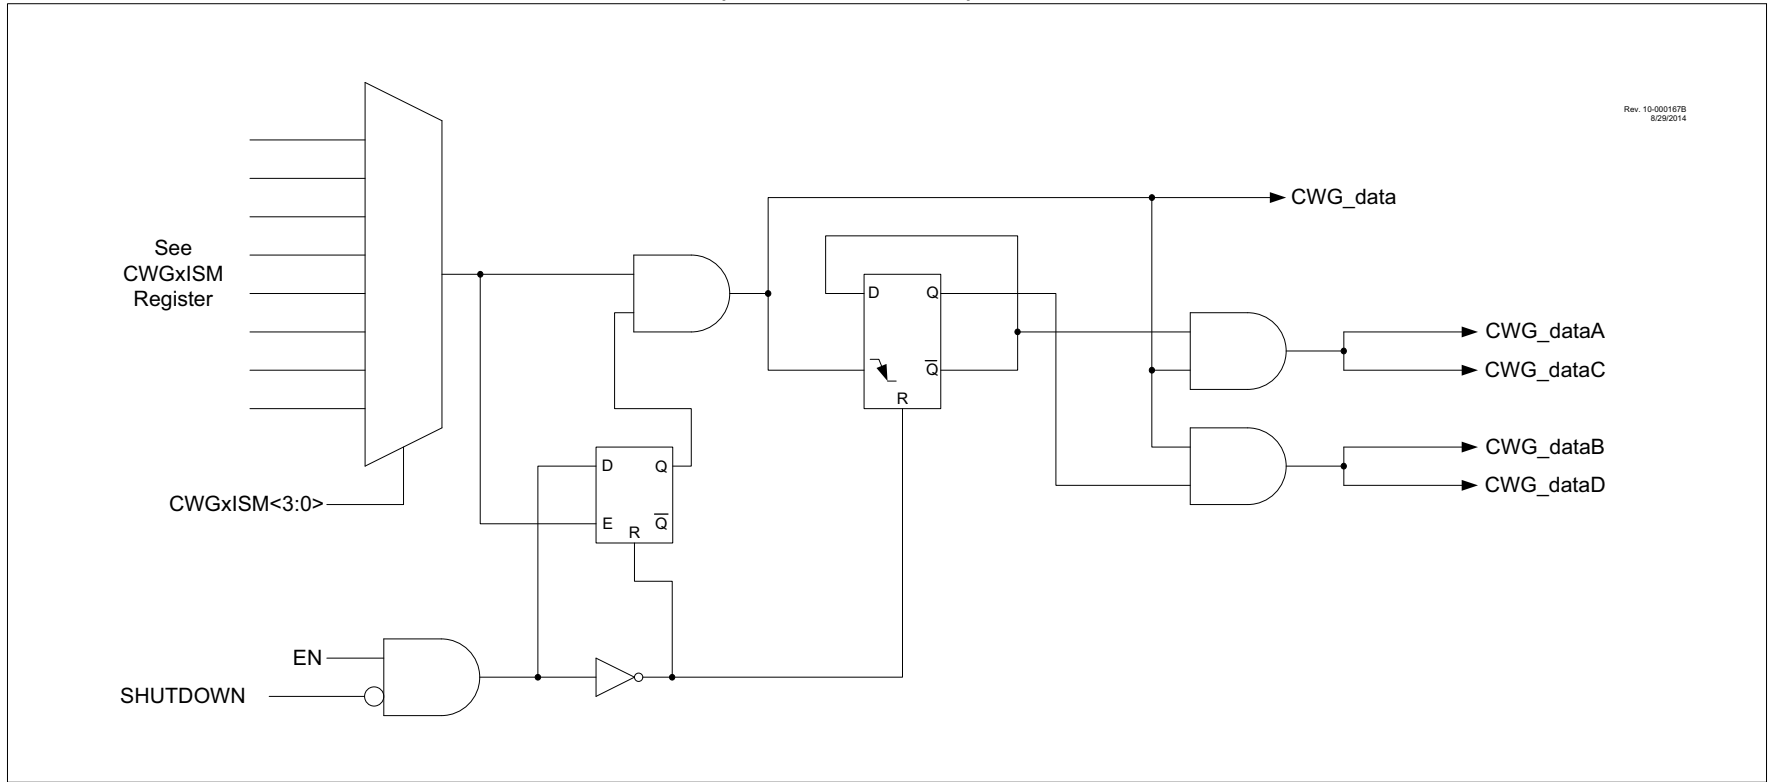 Rev. 10-000167B
8/29/2014
CWG_data
See
CWGxISM
Register
D
Q
Q
R
CWG_dataA
CWG_dataC
CWG_dataB
CWG_dataD
D
Q
E
R
Q
CWGxISM<3:0>
EN
SHUTDOWN